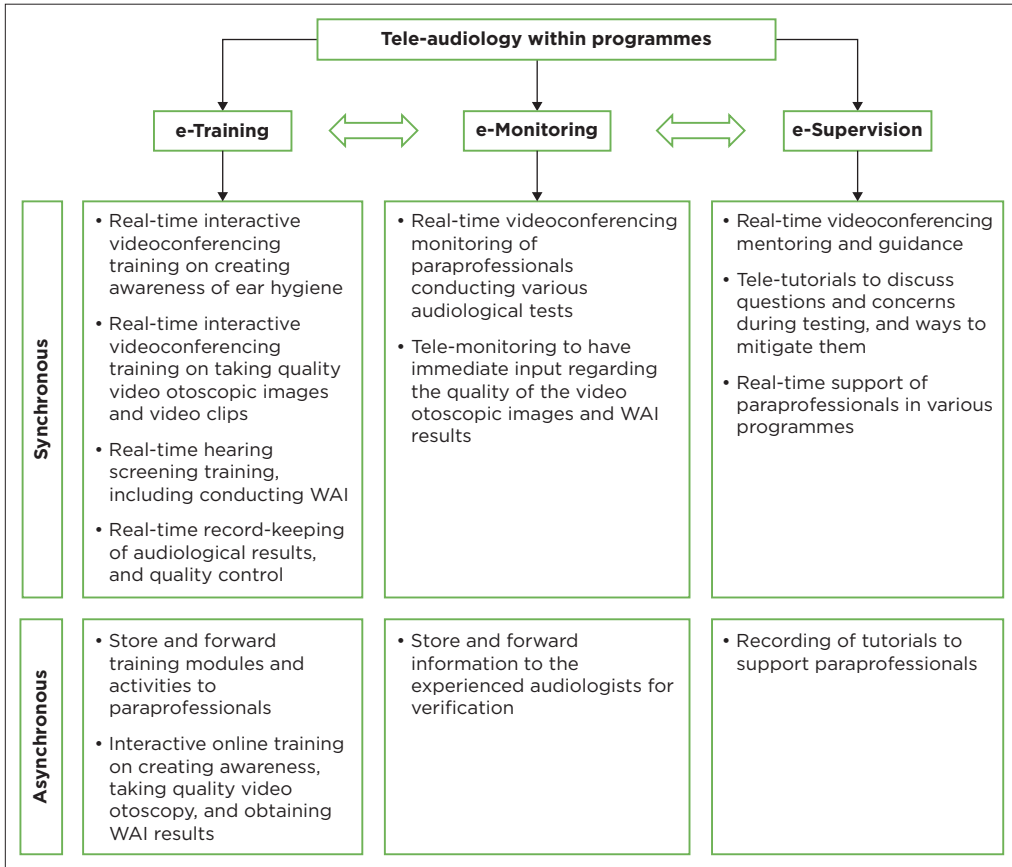 Tele-audiology within programmes
e-Training
e-Monitoring
e-Supervision
Synchronous
• Real-time interactive
videoconferencing
training on creating
awareness of ear hygiene
• Real-time interactive
videoconferencing
training on taking quality
video otoscopic images
and video clips
• Real-time hearing
screening training,
including conducting WAI
• Real-time record-keeping
of audiological results,
and quality control
• Real-time videoconferencing
monitoring of
paraprofessionals
conducting various
audiological tests
• Tele-monitoring to have
immediate input regarding
the quality of the video
otoscopic images and WAI
results
• Real-time videoconferencing
mentoring and guidance
• Tele-tutorials to discuss
questions and concerns
during testing, and ways to
mitigate them
• Real-time support of
paraprofessionals in various
programmes
Asynchronous
• Store and forward
training modules and
activities to
paraprofessionals
• Interactive online training
on creating awareness,
taking quality video
otoscopy, and obtaining
WAI results
• Store and forward
information to the
experienced audiologists for
verification
• Recording of tutorials to
support paraprofessionals